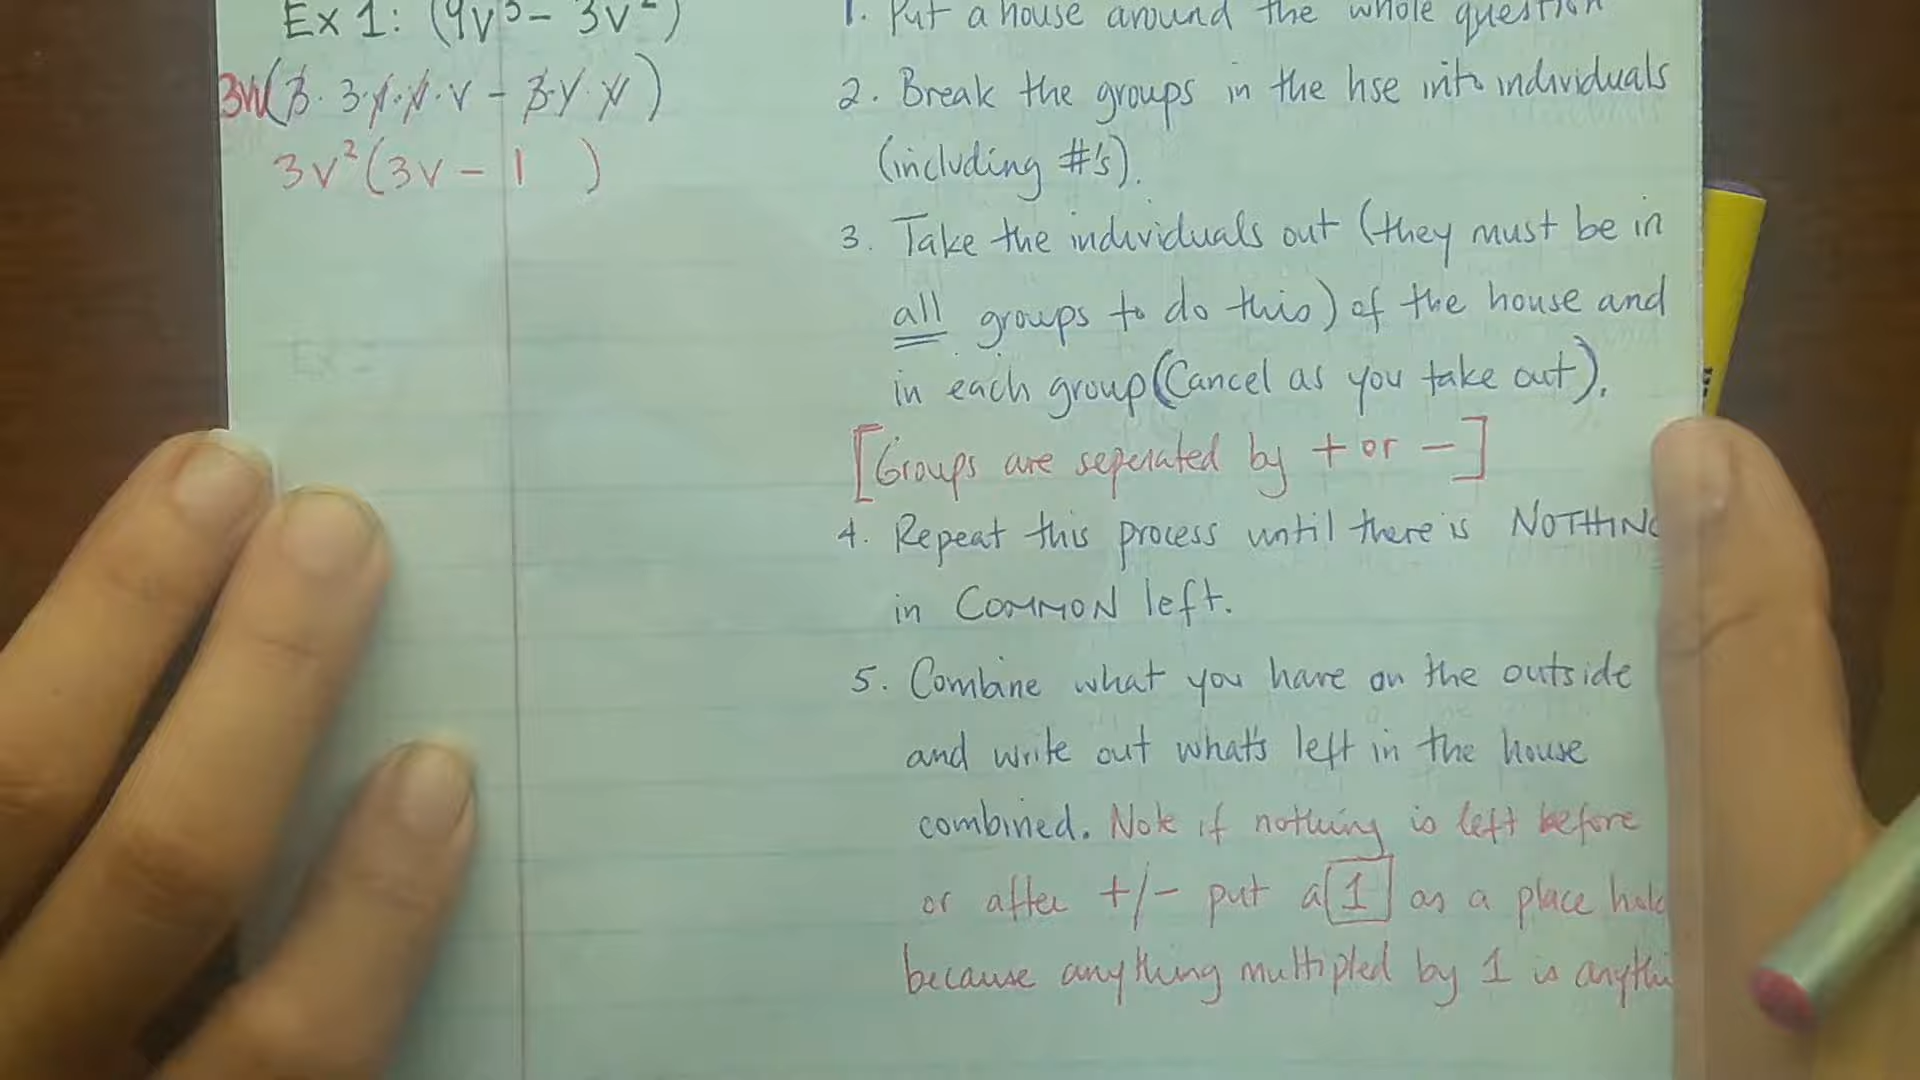 Ex 1: (9v³ - 3v²)
3vv(3·3·v·v·v - 3·v·v)
3v²(3v - 1 )
1. Put a house around the whole question
2. Break the groups in the hse into individuals
(including #'s).
3. Take the individuals out (they must be in
all groups to do this) of the house and
in each group (Cancel as you take out).
[Groups are seperated by + or -]
4. Repeat this process until there is NOTHING
in COMMON left.
5. Combine what you have on the outside
and write out what's left in the house
combined. Note if nothing is left before
or after +/- put a 1 as a place hold
because anything multipled by 1 is anythi